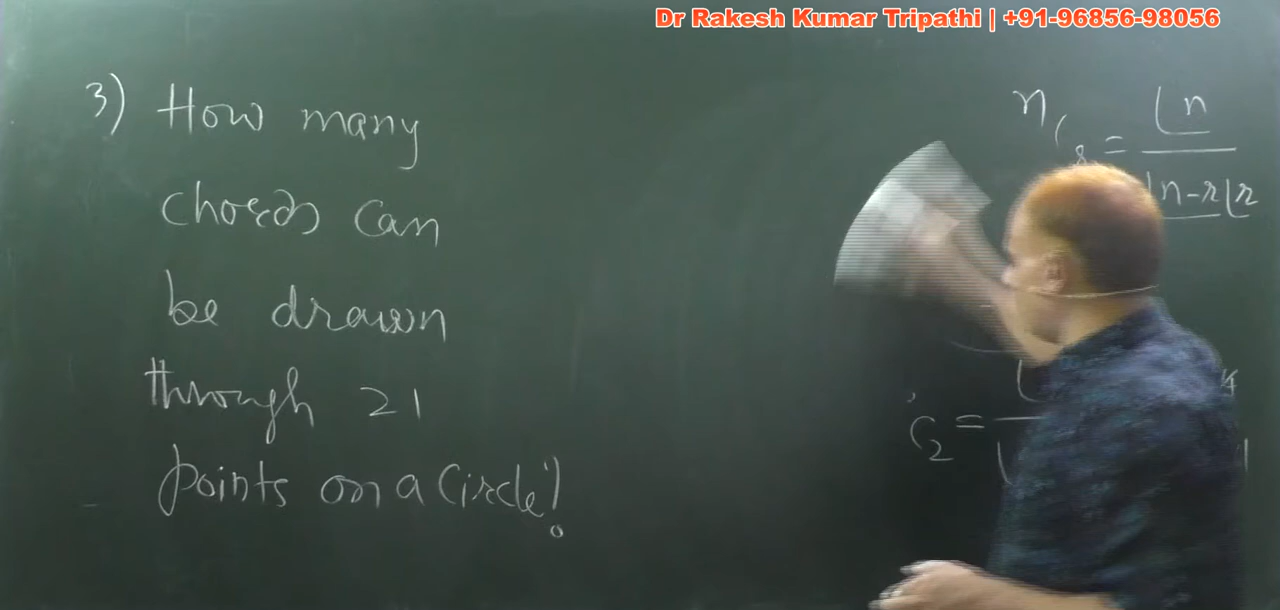 Dr Rakesh Kumar Tripathi | +91-96856-98056
3) How many
chords can
be drawn
through 21
points on a circle?
n
C
r
=
⌊n
⌊n-r ⌊r
C2 =